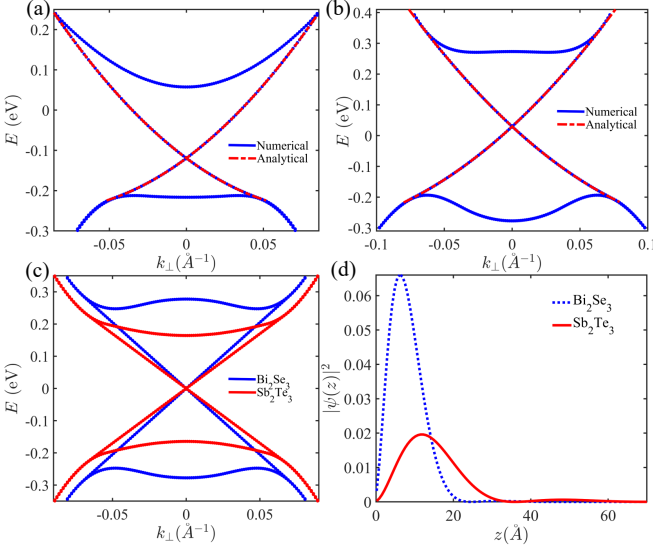 (a)
0.2
0.1
0
-0.1
-0.2
-0.3
E (eV)
Numerical
Analytical
-0.05
0
0.05
k⊥(Å⁻¹)
(b)
0.4
0.3
0.2
0.1
0
-0.1
-0.2
-0.3
E (eV)
Numerical
Analytical
-0.1
-0.05
0
0.05
0.1
k⊥(Å⁻¹)
(c)
0.3
0.2
0.1
0
-0.1
-0.2
-0.3
E (eV)
Bi₂Se₃
Sb₂Te₃
-0.05
0
0.05
k⊥(Å⁻¹)
(d)
0.06
0.05
0.04
0.03
0.02
0.01
0
|ψ(z)|²
Bi₂Se₃
Sb₂Te₃
0
20
40
60
z(Å)